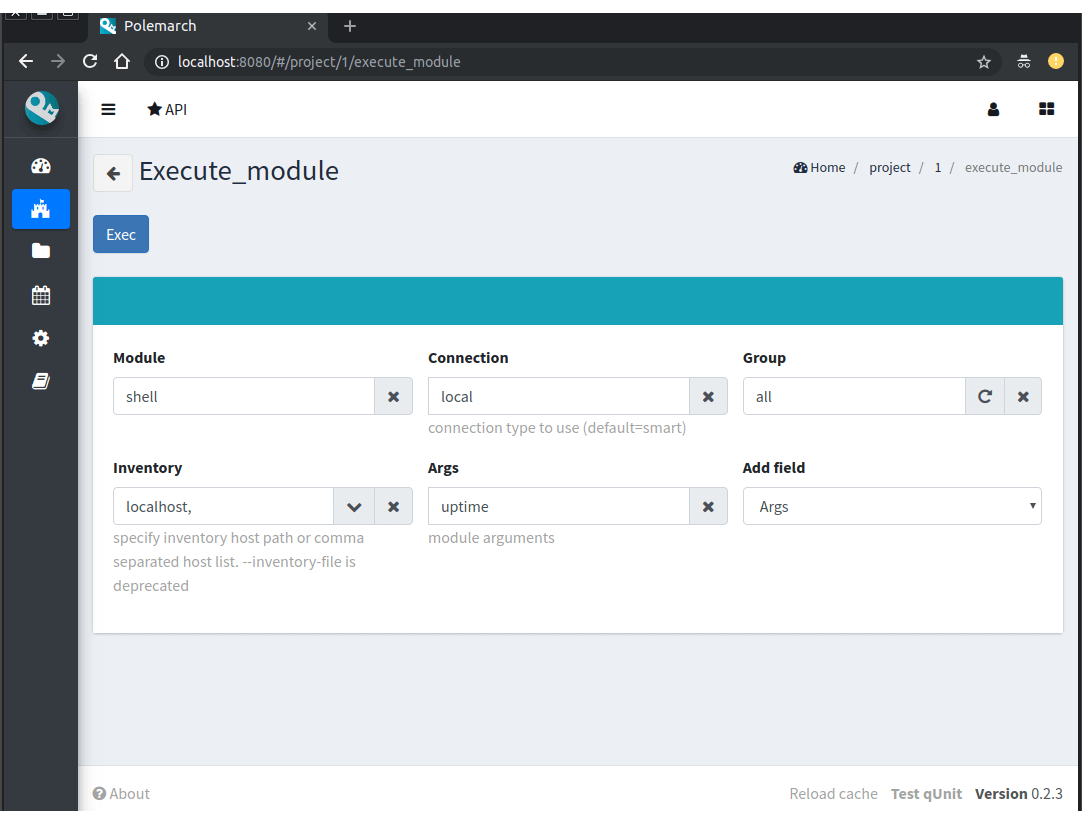 Polemarch
localhost:8080/#/project/1/execute_module
API
Execute_module
Home / project / 1 / execute_module
Exec
Module Connection Group
shell local all
connection type to use (default=smart)
Inventory Args Add field
localhost, uptime Args
specify inventory host path or comma module arguments
separated host list. --inventory-file is
deprecated
About Reload cache Test qUnit Version 0.2.3